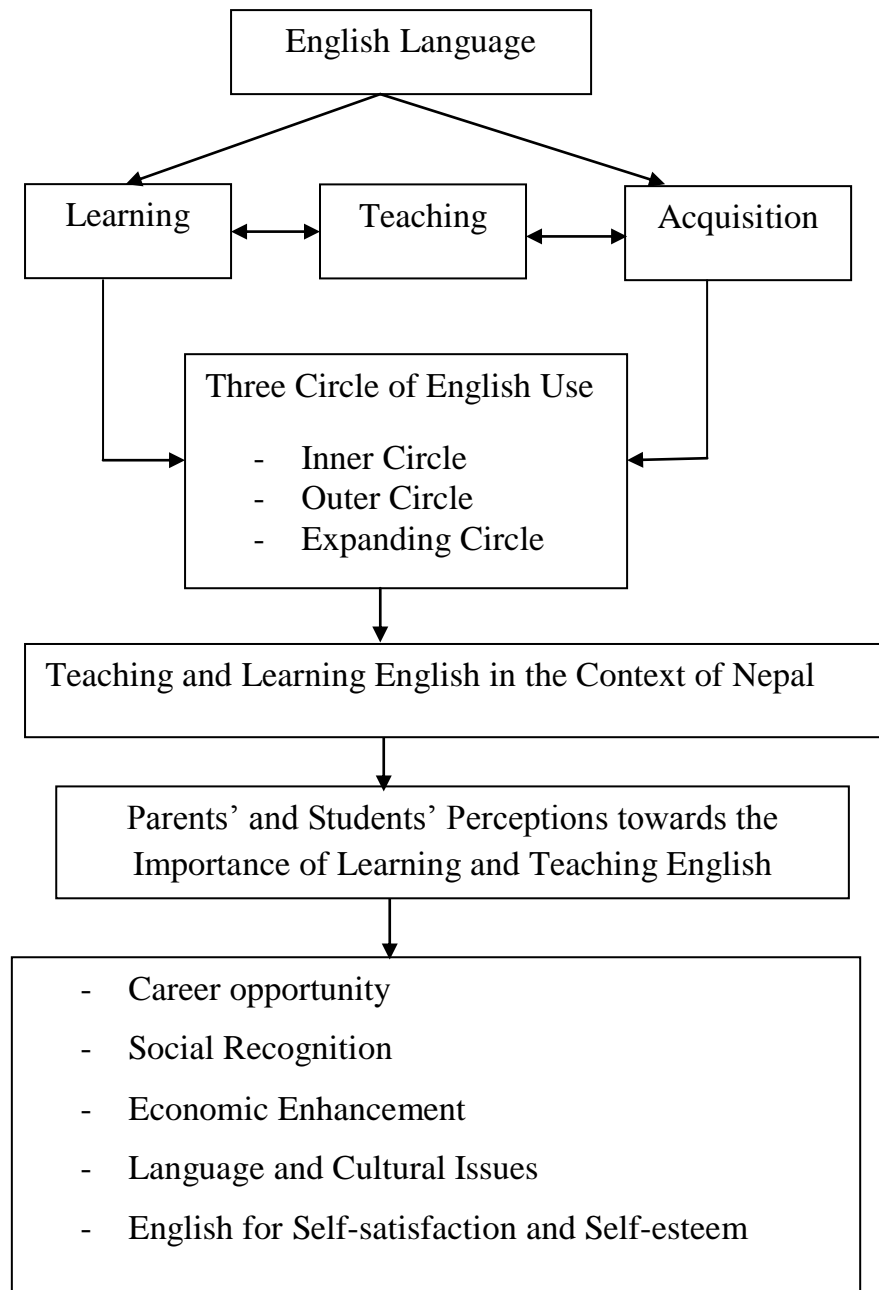 English Language
Learning
Teaching
Acquisition
Three Circle of English Use
- Inner Circle
- Outer Circle
- Expanding Circle
Teaching and Learning English in the Context of Nepal
Parents’ and Students’ Perceptions towards the
Importance of Learning and Teaching English
- Career opportunity
- Social Recognition
- Economic Enhancement
- Language and Cultural Issues
- English for Self-satisfaction and Self-esteem